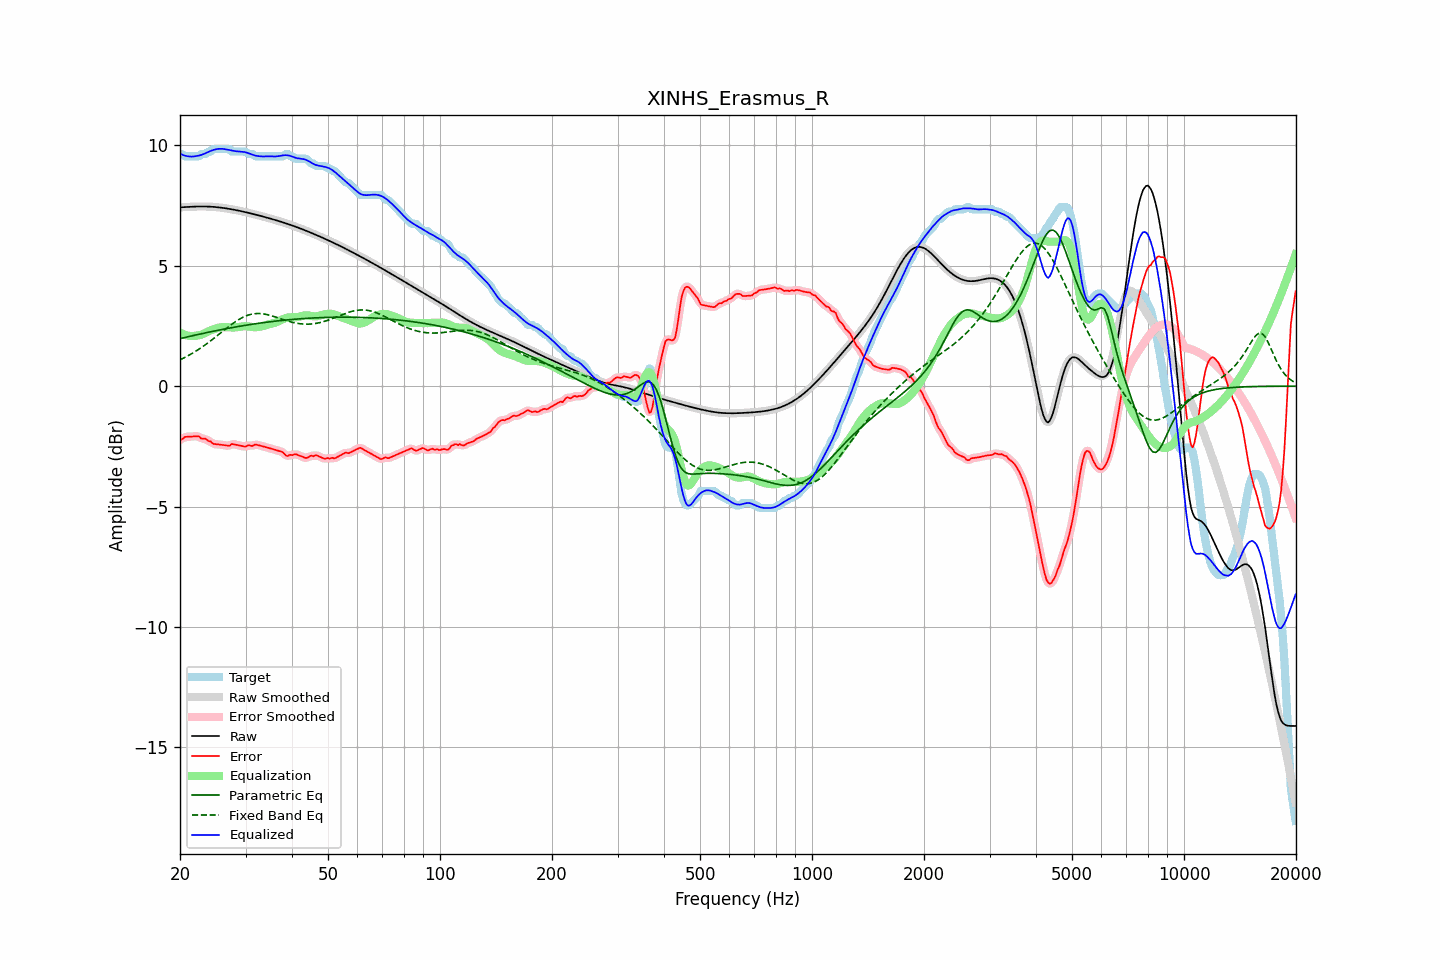 XINHS_Erasmus_R
Amplitude (dBr)
10
5
0
−5
−10
−15
Target
Raw Smoothed
Error Smoothed
Raw
Error
Equalization
Parametric Eq
Fixed Band Eq
Equalized
20 50 100 200 500 1000 2000 5000 10000 20000
Frequency (Hz)